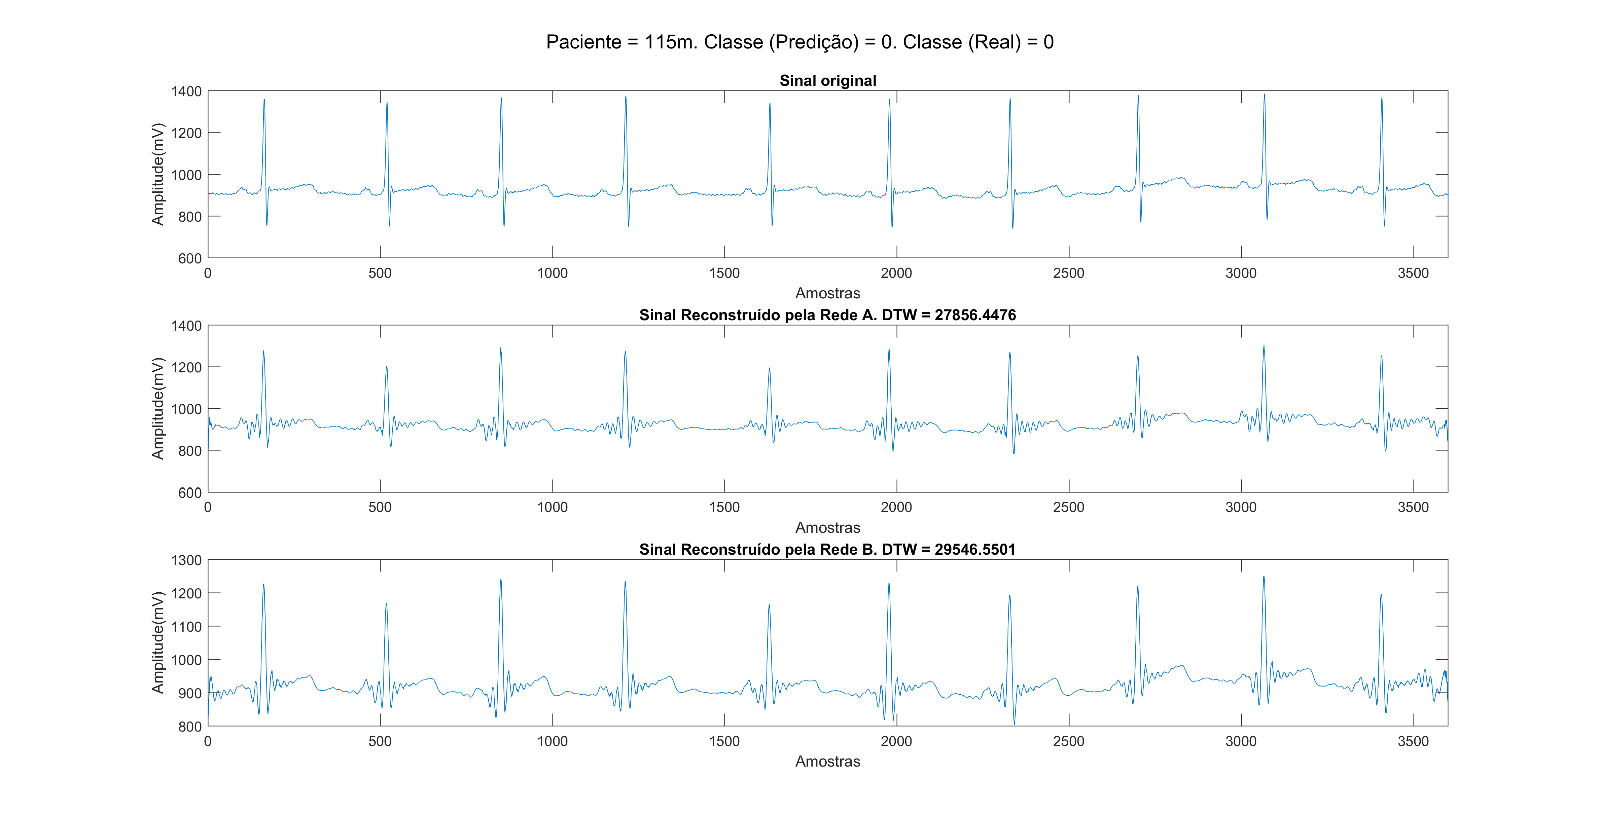 Paciente = 115m. Classe (Predição) = 0. Classe (Real) = 0
Sinal original
1400
1200
1000
800
600
Amplitude(mV)
0 500 1000 1500 2000 2500 3000 3500
Amostras
Sinal Reconstruído pela Rede A. DTW = 27856.4476
1400
1200
1000
800
600
Amplitude(mV)
0 500 1000 1500 2000 2500 3000 3500
Amostras
Sinal Reconstruído pela Rede B. DTW = 29546.5501
1300
1200
1100
1000
900
800
Amplitude(mV)
0 500 1000 1500 2000 2500 3000 3500
Amostras